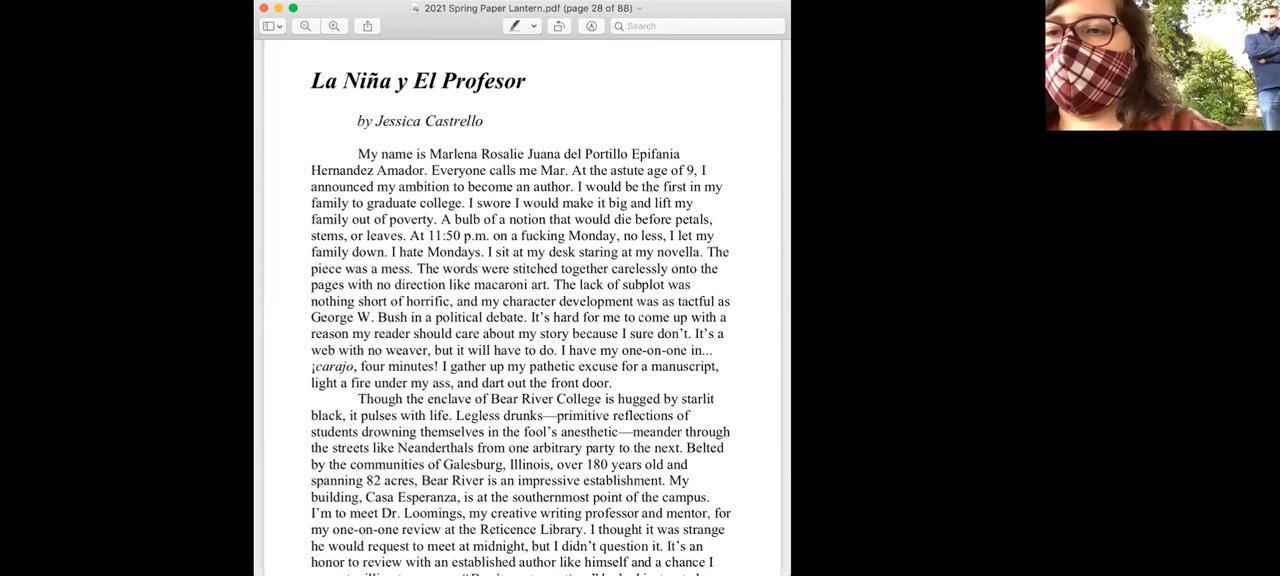 2021 Spring Paper Lantern.pdf (page 28 of 88)
Search
La Niña y El Profesor
by Jessica Castrello
My name is Marlena Rosalie Juana del Portillo Epifania
Hernandez Amador. Everyone calls me Mar. At the astute age of 9, I
announced my ambition to become an author. I would be the first in my
family to graduate college. I swore I would make it big and lift my
family out of poverty. A bulb of a notion that would die before petals,
stems, or leaves. At 11:50 p.m. on a fucking Monday, no less, I let my
family down. I hate Mondays. I sit at my desk staring at my novella. The
piece was a mess. The words were stitched together carelessly onto the
pages with no direction like macaroni art. The lack of subplot was
nothing short of horrific, and my character development was as tactful as
George W. Bush in a political debate. It’s hard for me to come up with a
reason my reader should care about my story because I sure don’t. It’s a
web with no weaver, but it will have to do. I have my one-on-one in...
¡carajo, four minutes! I gather up my pathetic excuse for a manuscript,
light a fire under my ass, and dart out the front door.
Though the enclave of Bear River College is hugged by starlit
black, it pulses with life. Legless drunks—primitive reflections of
students drowning themselves in the fool’s anesthetic—meander through
the streets like Neanderthals from one arbitrary party to the next. Belted
by the communities of Galesburg, Illinois, over 180 years old and
spanning 82 acres, Bear River is an impressive establishment. My
building, Casa Esperanza, is at the southernmost point of the campus.
I’m to meet Dr. Loomings, my creative writing professor and mentor, for
my one-on-one review at the Reticence Library. I thought it was strange
he would request to meet at midnight, but I didn’t question it. It’s an
honor to review with an established author like himself and a chance I